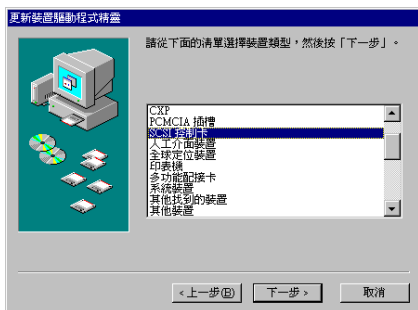 更新裝置驅動程式精靈
請從下面的清單選擇裝置類型，然後按「下一步」。
CXP
PCMCIA 插槽
SCSI 控制卡
人工介面裝置
全球定位裝置
印表機
多功能配接卡
系統裝置
其他找到的裝置
其他裝置
<上一步(B)
下一步>
取消